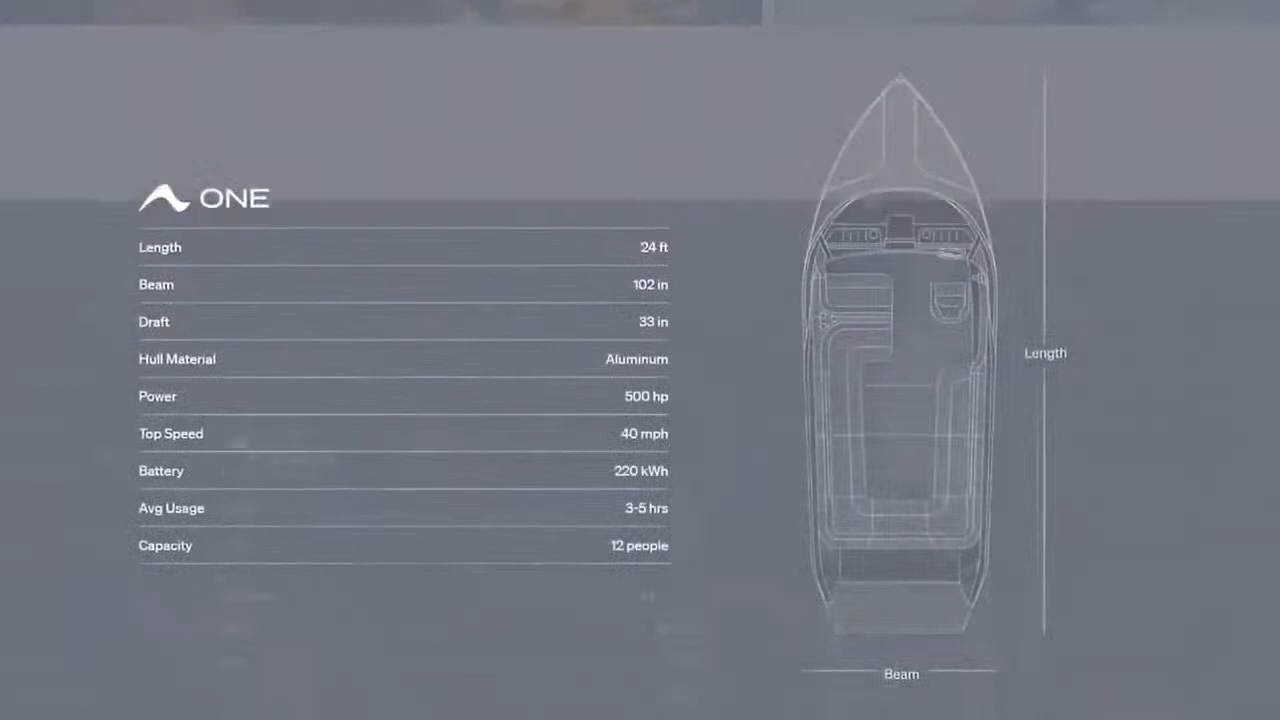 ONE
Length 24 ft
Beam 102 in
Draft 33 in
Hull Material Aluminum
Power 500 hp
Top Speed 40 mph
Battery 220 kWh
Avg Usage 3-5 hrs
Capacity 12 people
Length
Beam